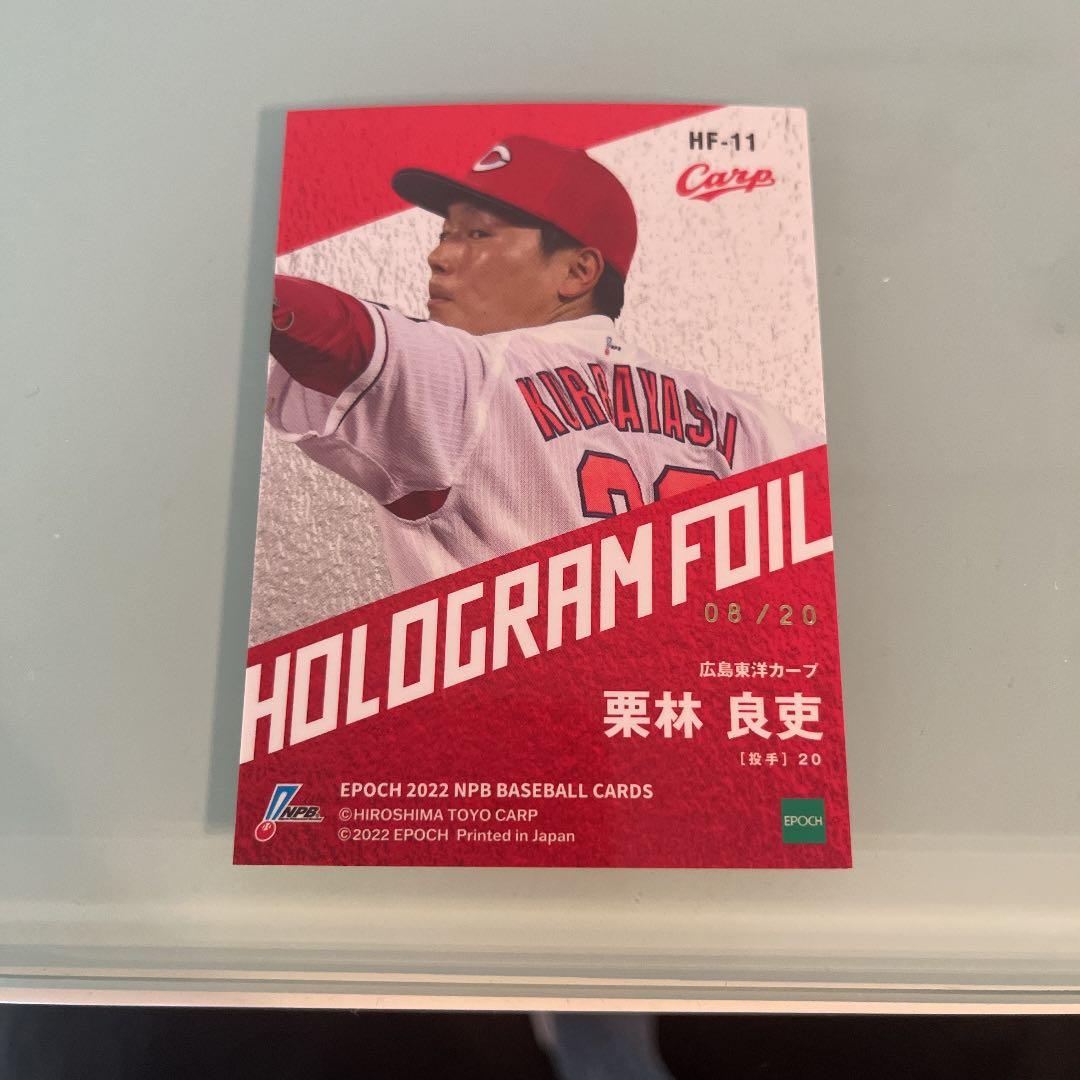 HF-11
Carp
KURIBAYASHI
20
HOLOGRAM FOIL
08/20
広島東洋カープ
栗林 良吏
[投手] 20
NPB
EPOCH 2022 NPB BASEBALL CARDS
©HIROSHIMA TOYO CARP
©2022 EPOCH Printed in Japan
EPOCH